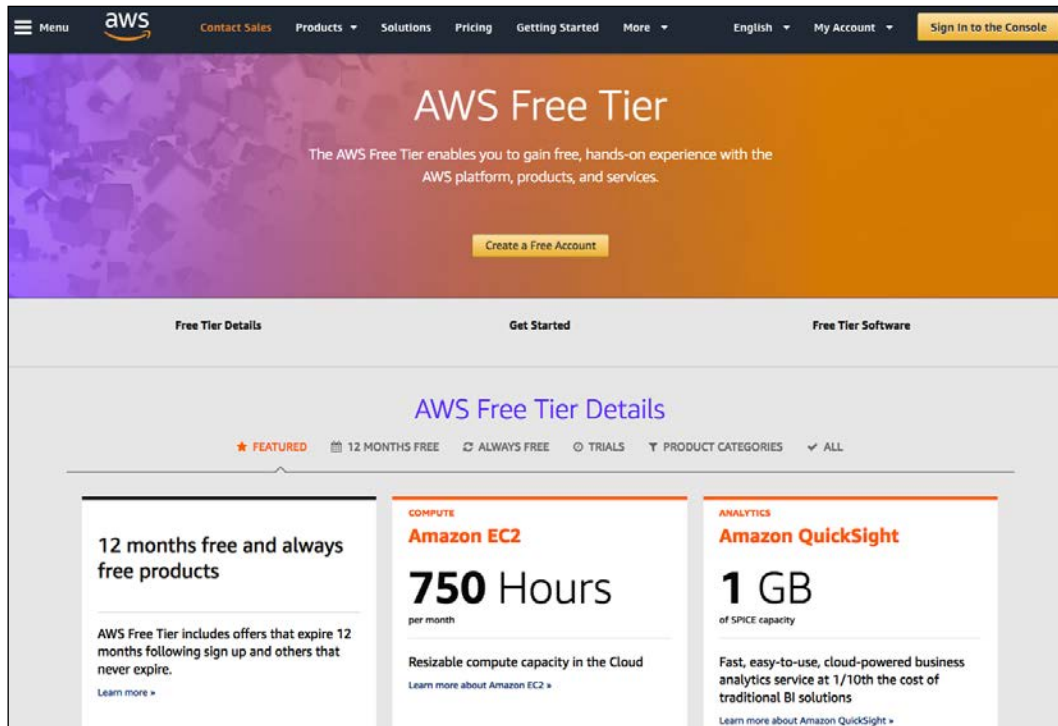 Menu
aws
Contact Sales
Products
Solutions
Pricing
Getting Started
More
English
My Account
Sign In to the Console
AWS Free Tier
The AWS Free Tier enables you to gain free, hands-on experience with the
AWS platform, products, and services.
Create a Free Account
Free Tier Details
Get Started
Free Tier Software
AWS Free Tier Details
FEATURED
12 MONTHS FREE
ALWAYS FREE
TRIALS
PRODUCT CATEGORIES
ALL
12 months free and always
free products
AWS Free Tier includes offers that expire 12
months following sign up and others that
never expire.
Learn more »
COMPUTE
Amazon EC2
750 Hours
per month
Resizable compute capacity in the Cloud
Learn more about Amazon EC2 »
ANALYTICS
Amazon QuickSight
1 GB
of SPICE capacity
Fast, easy-to-use, cloud-powered business
analytics service at 1/10th the cost of
traditional BI solutions
Learn more about Amazon QuickSight »